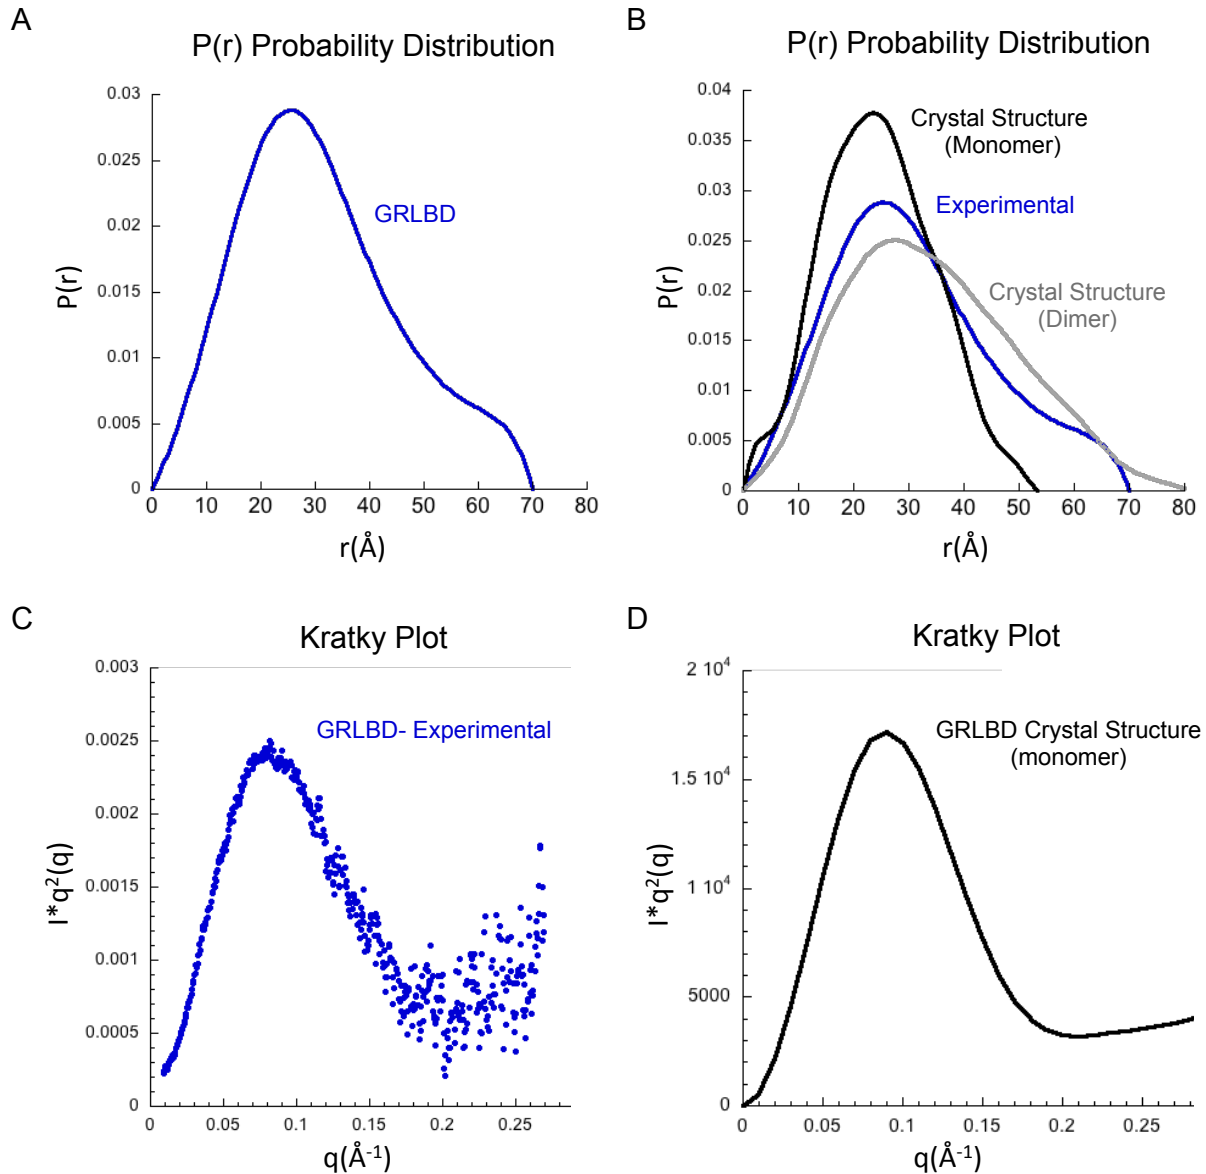 A
P(r) Probability Distribution
0.03
0.025
0.02
0.015
0.01
0.005
0
P(r)
GRLBD
0 10 20 30 40 50 60 70 80
r(Å)
B
P(r) Probability Distribution
0.04
0.035
0.03
0.025
0.02
0.015
0.01
0.005
0
P(r)
Crystal Structure
(Monomer)
Experimental
Crystal Structure
(Dimer)
0 10 20 30 40 50 60 70 80
r(Å)
C
Kratky Plot
0.003
0.0025
0.002
0.0015
0.001
0.0005
0
I*q²(q)
GRLBD- Experimental
0 0.05 0.1 0.15 0.2 0.25
q(Å⁻¹)
D
Kratky Plot
2 10⁴
1.5 10⁴
1 10⁴
5000
0
I*q²(q)
GRLBD Crystal Structure
(monomer)
0 0.05 0.1 0.15 0.2 0.25
q(Å⁻¹)